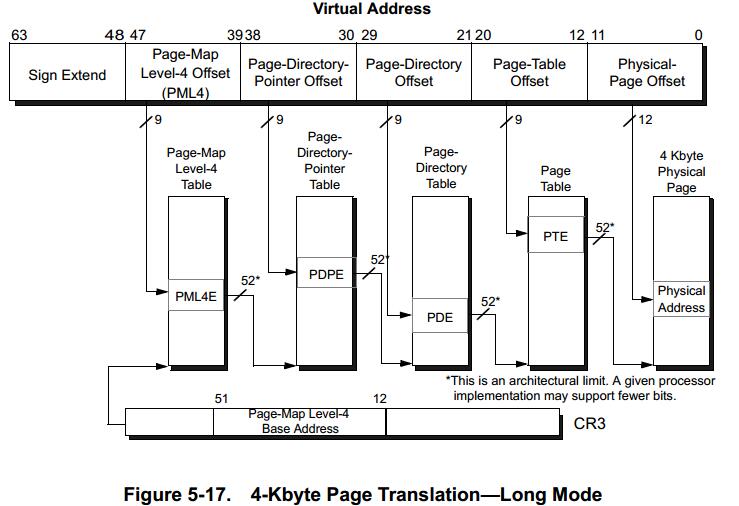 Virtual Address
63 48 47 39 38 30 29 21 20 12 11 0
Sign Extend
Page-Map
Level-4 Offset
(PML4)
Page-Directory-
Pointer Offset
Page-Directory
Offset
Page-Table
Offset
Physical-
Page Offset
9 9 9 9 12
Page-Map
Level-4
Table
Page-
Directory-
Pointer
Table
Page-
Directory
Table
Page
Table
4 Kbyte
Physical
Page
PML4E
52*
PDPE
52*
PDE
52*
PTE
52*
Physical
Address
*This is an architectural limit. A given processor
implementation may support fewer bits.
51 12
Page-Map Level-4
Base Address
CR3
Figure 5-17. 4-Kbyte Page Translation—Long Mode